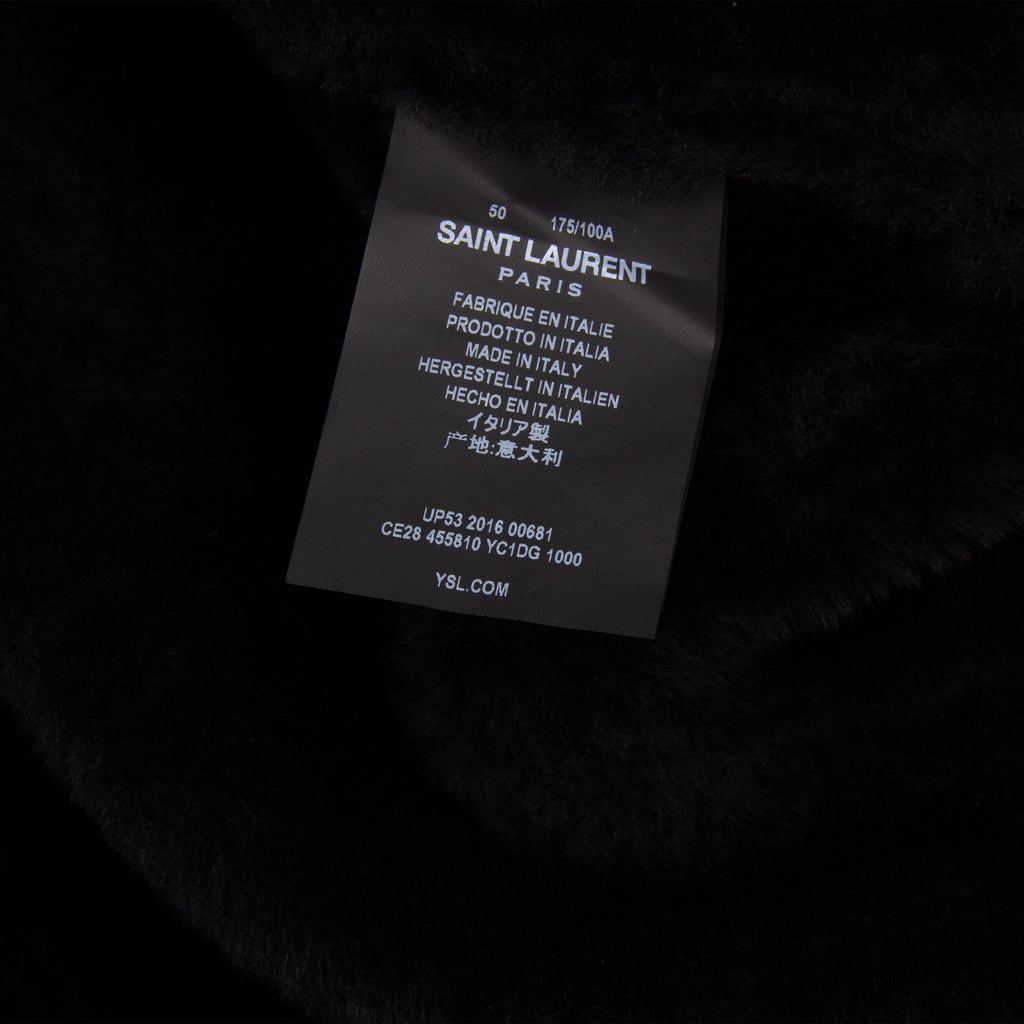 50 175/100A
SAINT LAURENT
PARIS
FABRIQUE EN ITALIE
PRODOTTO IN ITALIA
MADE IN ITALY
HERGESTELLT IN ITALIEN
HECHO EN ITALIA
イタリア製
产地:意大利
UP53 2016 00681
CE28 455810 YC1DG 1000
YSL.COM